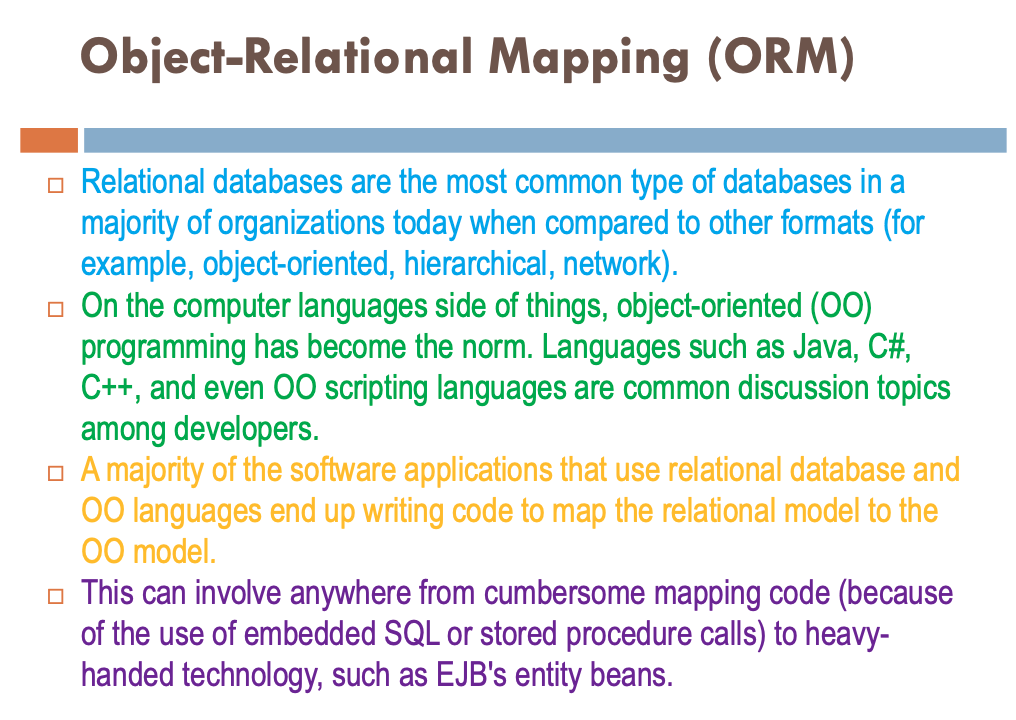 Object-Relational Mapping (ORM)
Relational databases are the most common type of databases in a
majority of organizations today when compared to other formats (for
example, object-oriented, hierarchical, network).
On the computer languages side of things, object-oriented (OO)
programming has become the norm. Languages such as Java, C#,
C++, and even OO scripting languages are common discussion topics
among developers.
A majority of the software applications that use relational database and
OO languages end up writing code to map the relational model to the
OO model.
This can involve anywhere from cumbersome mapping code (because
of the use of embedded SQL or stored procedure calls) to heavy-
handed technology, such as EJB's entity beans.